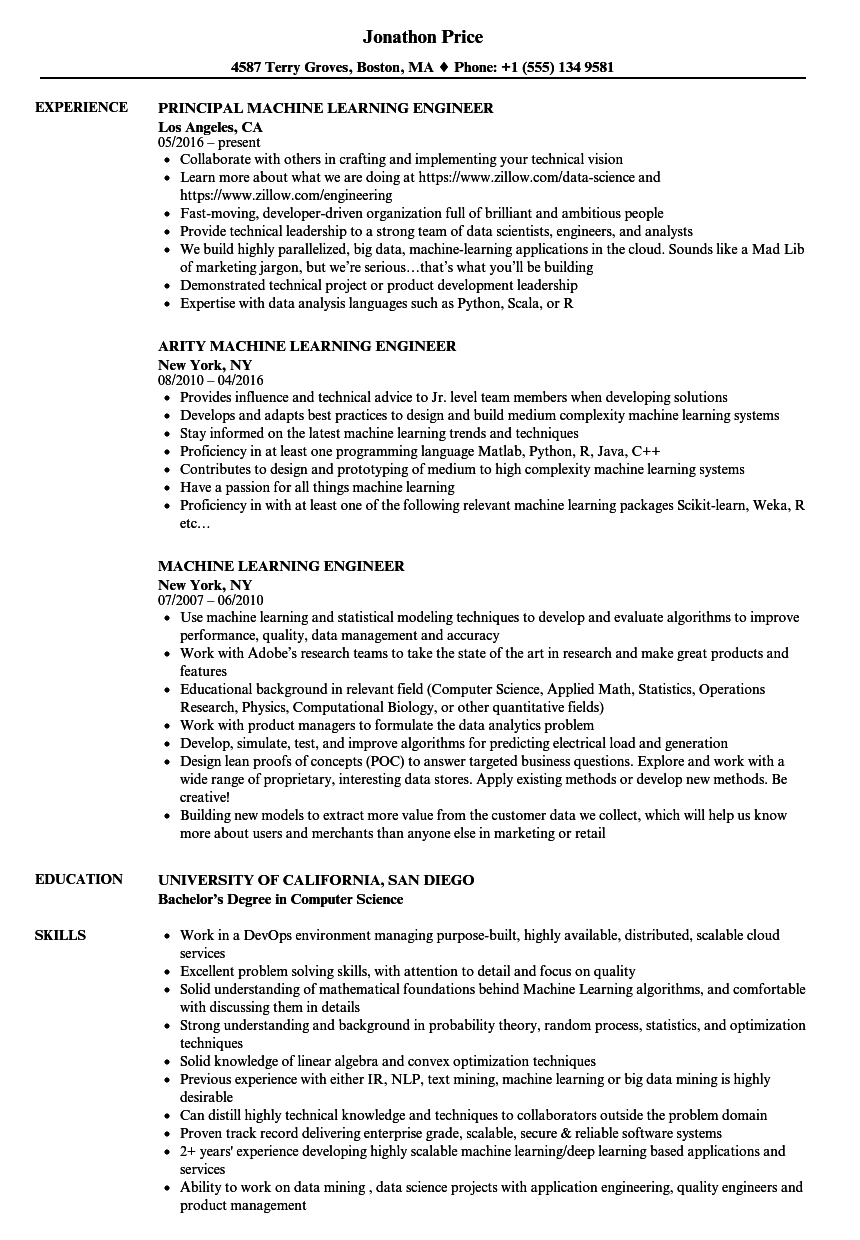 Jonathon Price
4587 Terry Groves, Boston, MA ♦ Phone: +1 (555) 134 9581
EXPERIENCE
PRINCIPAL MACHINE LEARNING ENGINEER
Los Angeles, CA
05/2016 – present
• Collaborate with others in crafting and implementing your technical vision
• Learn more about what we are doing at https://www.zillow.com/data-science and
https://www.zillow.com/engineering
• Fast-moving, developer-driven organization full of brilliant and ambitious people
• Provide technical leadership to a strong team of data scientists, engineers, and analysts
• We build highly parallelized, big data, machine-learning applications in the cloud. Sounds like a Mad Lib
of marketing jargon, but we’re serious…that’s what you’ll be building
• Demonstrated technical project or product development leadership
• Expertise with data analysis languages such as Python, Scala, or R
ARITY MACHINE LEARNING ENGINEER
New York, NY
08/2010 – 04/2016
• Provides influence and technical advice to Jr. level team members when developing solutions
• Develops and adapts best practices to design and build medium complexity machine learning systems
• Stay informed on the latest machine learning trends and techniques
• Proficiency in at least one programming language Matlab, Python, R, Java, C++
• Contributes to design and prototyping of medium to high complexity machine learning systems
• Have a passion for all things machine learning
• Proficiency in with at least one of the following relevant machine learning packages Scikit-learn, Weka, R
etc…
MACHINE LEARNING ENGINEER
New York, NY
07/2007 – 06/2010
• Use machine learning and statistical modeling techniques to develop and evaluate algorithms to improve
performance, quality, data management and accuracy
• Work with Adobe’s research teams to take the state of the art in research and make great products and
features
• Educational background in relevant field (Computer Science, Applied Math, Statistics, Operations
Research, Physics, Computational Biology, or other quantitative fields)
• Work with product managers to formulate the data analytics problem
• Develop, simulate, test, and improve algorithms for predicting electrical load and generation
• Design lean proofs of concepts (POC) to answer targeted business questions. Explore and work with a
wide range of proprietary, interesting data stores. Apply existing methods or develop new methods. Be
creative!
• Building new models to extract more value from the customer data we collect, which will help us know
more about users and merchants than anyone else in marketing or retail
EDUCATION
UNIVERSITY OF CALIFORNIA, SAN DIEGO
Bachelor’s Degree in Computer Science
SKILLS
• Work in a DevOps environment managing purpose-built, highly available, distributed, scalable cloud
services
• Excellent problem solving skills, with attention to detail and focus on quality
• Solid understanding of mathematical foundations behind Machine Learning algorithms, and comfortable
with discussing them in details
• Strong understanding and background in probability theory, random process, statistics, and optimization
techniques
• Solid knowledge of linear algebra and convex optimization techniques
• Previous experience with either IR, NLP, text mining, machine learning or big data mining is highly
desirable
• Can distill highly technical knowledge and techniques to collaborators outside the problem domain
• Proven track record delivering enterprise grade, scalable, secure & reliable software systems
• 2+ years' experience developing highly scalable machine learning/deep learning based applications and
services
• Ability to work on data mining , data science projects with application engineering, quality engineers and
product management